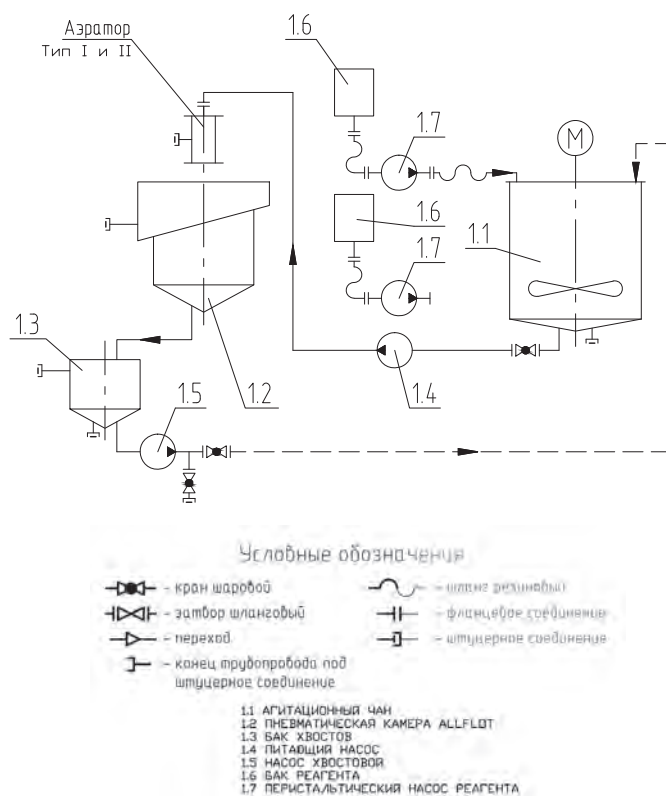 Аэратор
Тип I и II
1.6
1.7
M
1.6
1.1
1.7
1.3
1.2
1.4
1.5
Условные обозначения
- кран шаровой
- шланг резиновый
- затвор шланговый
- фланцевое соединение
- переход
- штуцерное соединение
- конец трубопровода под
штуцерное соединение
1.1 АГИТАЦИОННЫЙ ЧАН
1.2 ПНЕВМАТИЧЕСКАЯ КАМЕРА ALLFLOT
1.3 БАК ХВОСТОВ
1.4 ПИТАЮЩИЙ НАСОС
1.5 НАСОС ХВОСТОВОЙ
1.6 БАК РЕАГЕНТА
1.7 ПЕРИСТАЛЬТИЧЕСКИЙ НАСОС РЕАГЕНТА